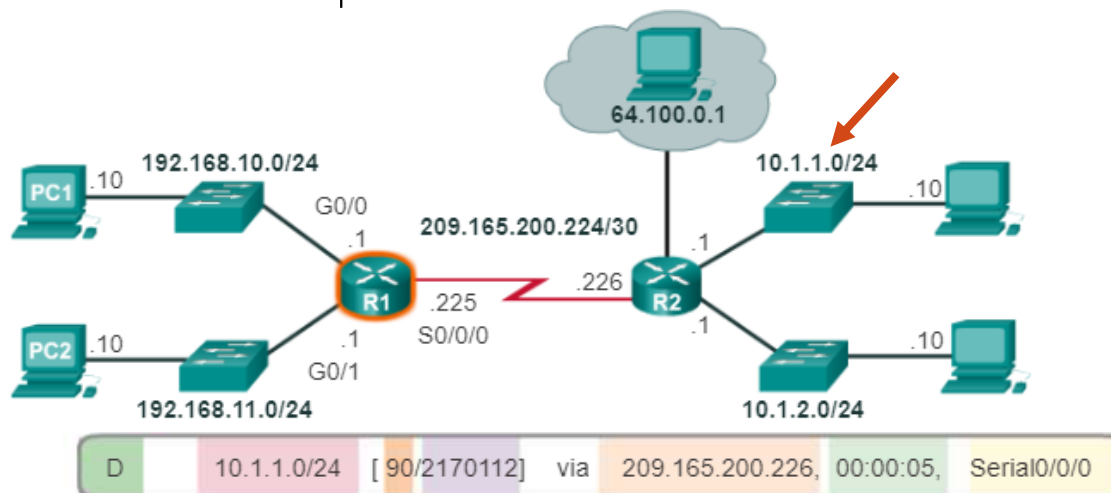 64.100.0.1
192.168.10.0/24
10.1.1.0/24
PC1
.10
.10
G0/0
209.165.200.224/30
.1
.1
.226
R1
R2
.225
S0/0/0
.1
.1
PC2
.10
.10
G0/1
192.168.11.0/24
10.1.2.0/24
D 10.1.1.0/24 [ 90/2170112] via 209.165.200.226, 00:00:05, Serial0/0/0